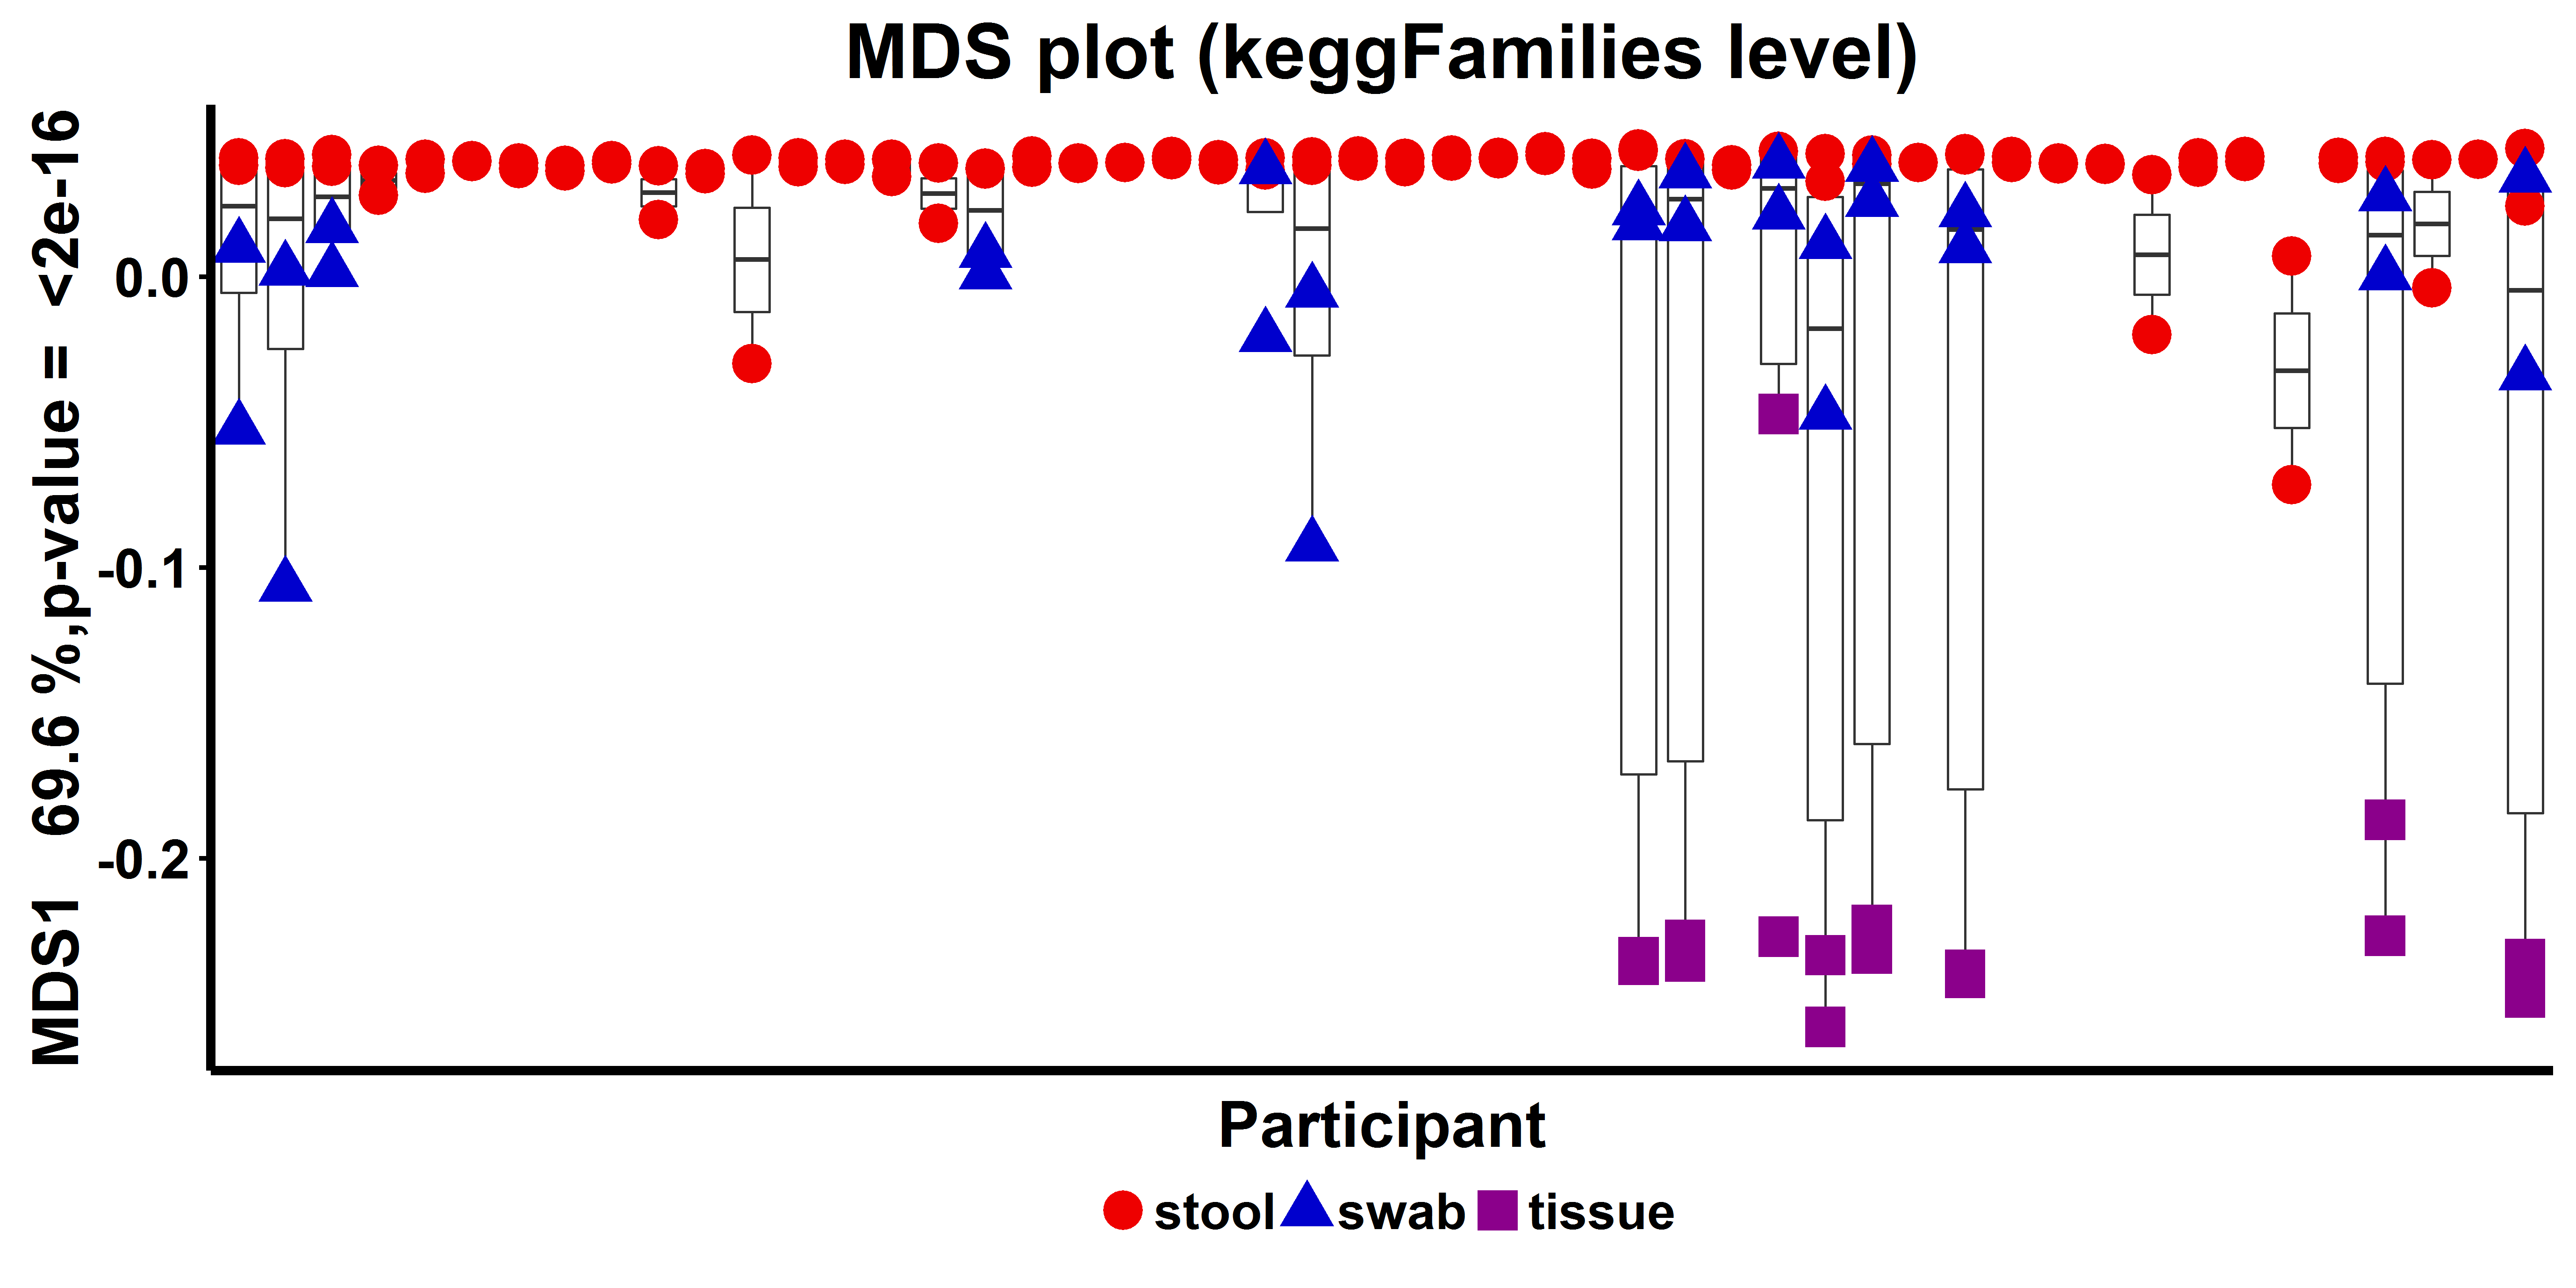 MDS plot (keggFamilies level)
MDS1 69.6 %,p-value = <2e-16
0.0
-0.1
-0.2
Participant
stool swab tissue